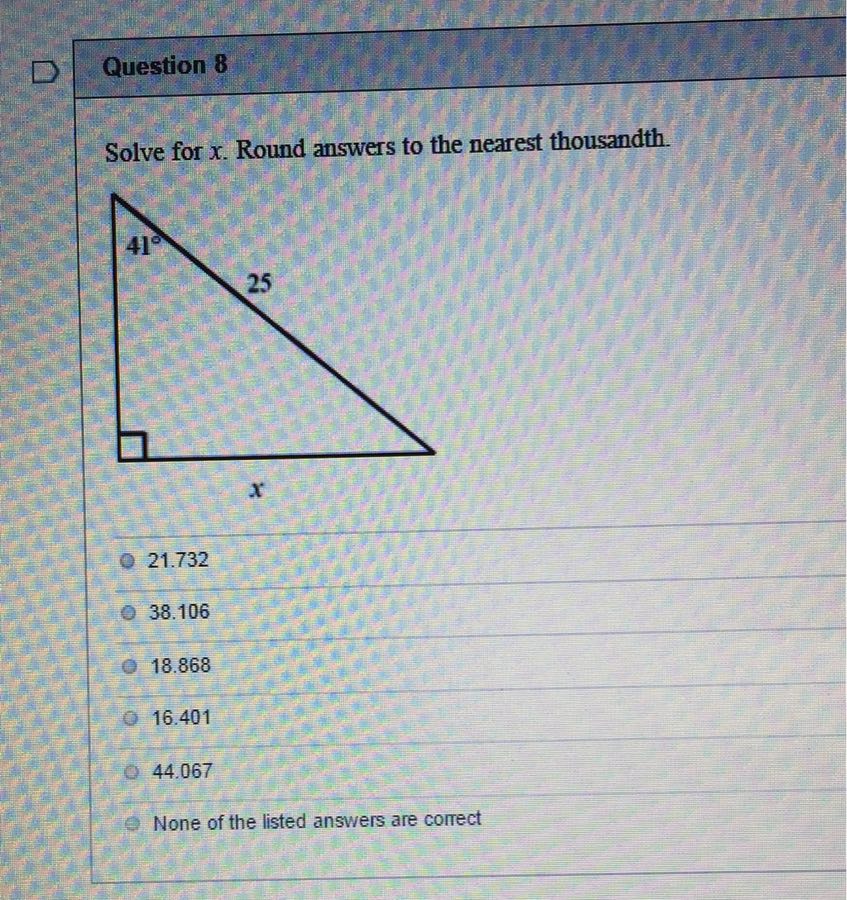 Question 8
Solve for x. Round answers to the nearest thousandth.
41°
25
x
21.732
38.106
18.868
16.401
44.067
None of the listed answers are correct